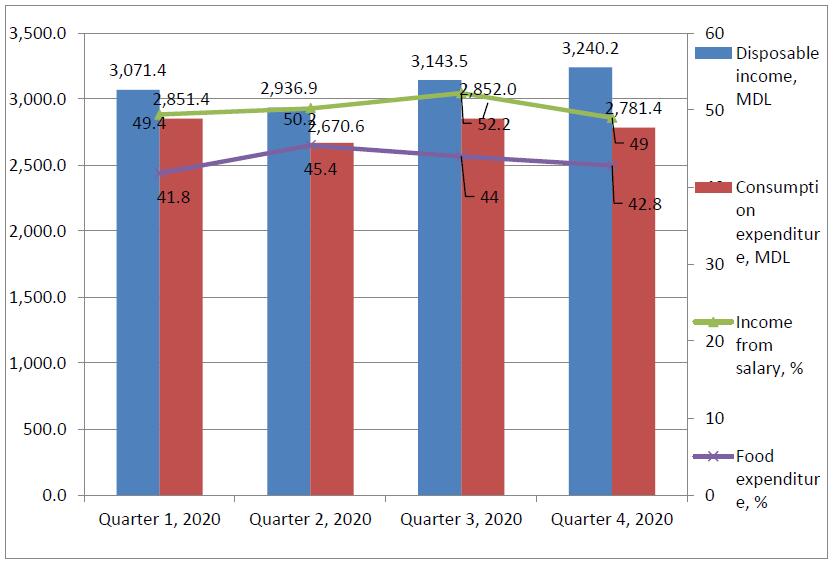 3,500.0
3,000.0
2,500.0
2,000.0
1,500.0
1,000.0
500.0
0.0
3,071.4
2,936.9
3,143.5
3,240.2
2,851.4
2,670.6
2,852.0
2,781.4
49.4
50.2
52.2
49
41.8
45.4
44
42.8
Quarter 1, 2020
Quarter 2, 2020
Quarter 3, 2020
Quarter 4, 2020
60
50
30
20
10
0
Disposable
income,
MDL
Consumpti
on
expenditur
e, MDL
Income
from
salary, %
Food
expenditur
e, %